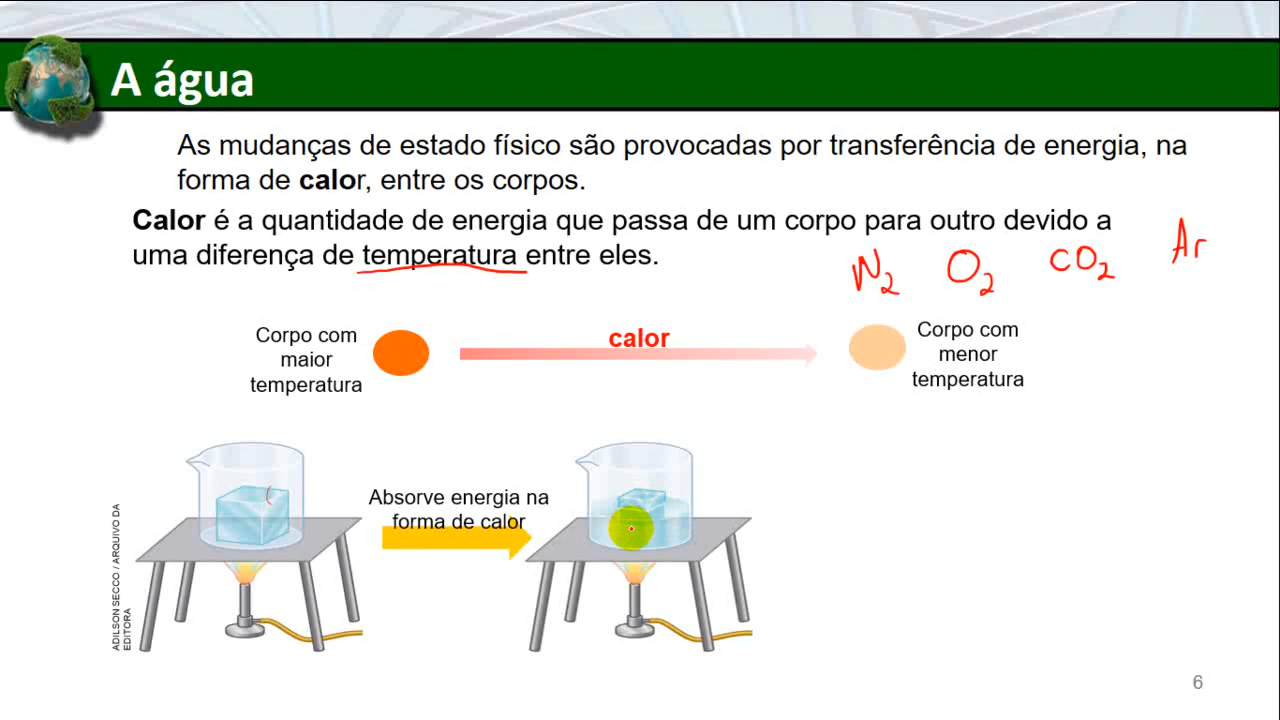 A água
As mudanças de estado físico são provocadas por transferência de energia, na
forma de calor, entre os corpos.
Calor é a quantidade de energia que passa de um corpo para outro devido a
uma diferença de temperatura entre eles.
N2 O2 CO2 Ar
Corpo com
maior
temperatura
calor
Corpo com
menor
temperatura
Absorve energia na
forma de calor
ADILSON SECCO / ARQUIVO DA
EDITORA
6